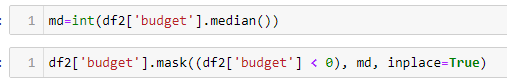 1 md=int(df2['budget'].median())
1 df2['budget'].mask((df2['budget'] < 0), md, inplace=True)